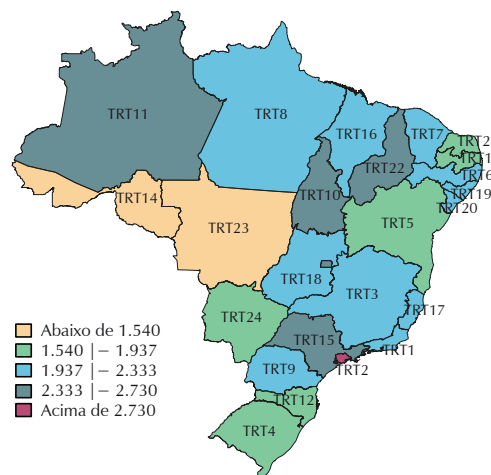 TRT11
TRT8
TRT16
TRT7
TRT2
TRT1
TRT6
TRT22
TRT14
TRT10
TRT19
TRT20
TRT23
TRT5
TRT18
TRT3
TRT17
TRT24
TRT15
TRT1
TRT2
TRT9
TRT12
TRT4
Abaixo de 1.540
1.540 |− 1.937
1.937 |− 2.333
2.333 |− 2.730
Acima de 2.730